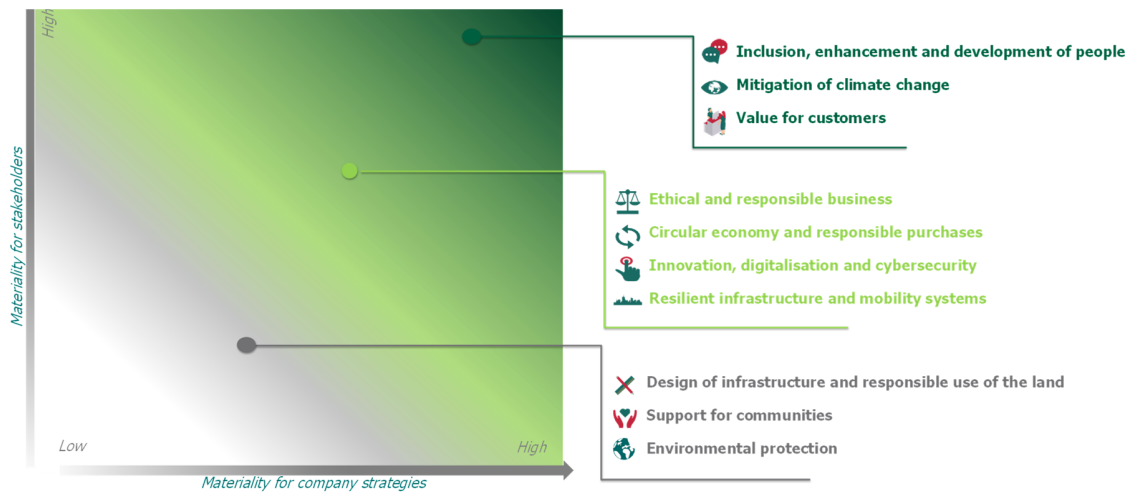 High
Materiality for stakeholders
Inclusion, enhancement and development of people
Mitigation of climate change
Value for customers
Ethical and responsible business
Circular economy and responsible purchases
Innovation, digitalisation and cybersecurity
Resilient infrastructure and mobility systems
Design of infrastructure and responsible use of the land
Support for communities
Environmental protection
Low
High
Materiality for company strategies